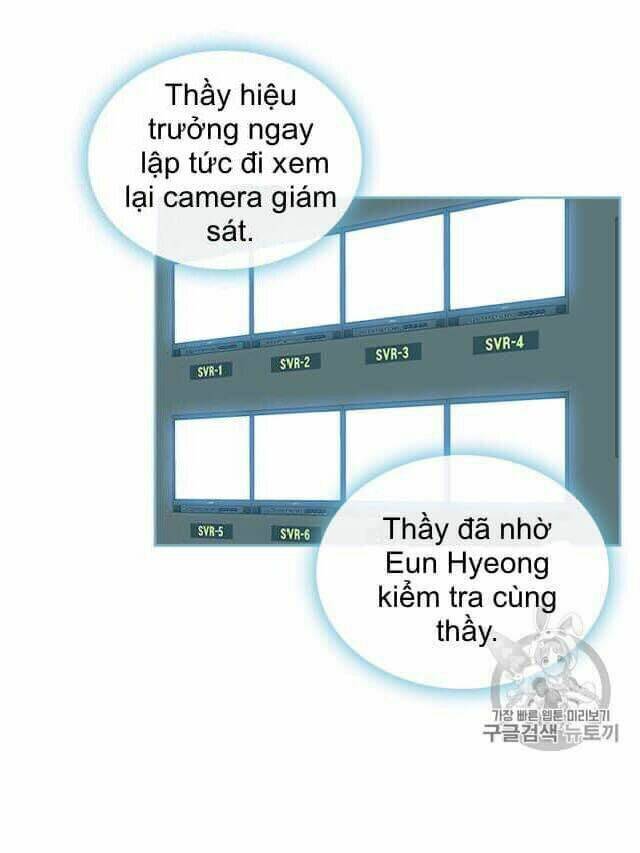 Thầy hiệu
trưởng ngay
lập tức đi xem
lại camera giám
sát.
SVR-1
SVR-2
SVR-3
SVR-4
SVR-5
SVR-6
Thầy đã nhờ
Eun Hyeong
kiểm tra cùng
thầy.
가장 빠른 웹툰 미리보기
구글검색 뉴토끼